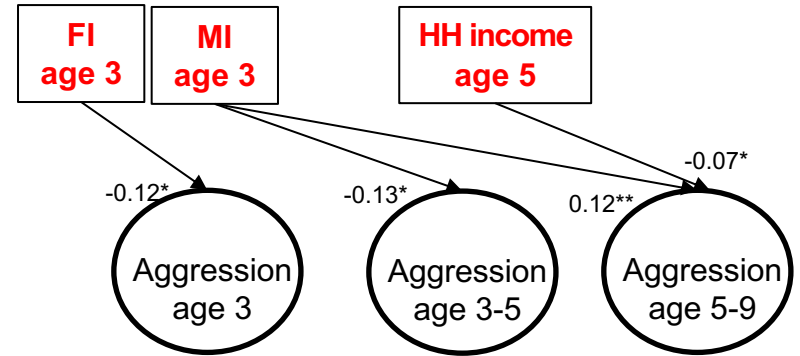 FI
age 3
MI
age 3
HH income
age 5
-0.07*
-0.12*
-0.13*
0.12**
Aggression
age 3
Aggression
age 3-5
Aggression
age 5-9